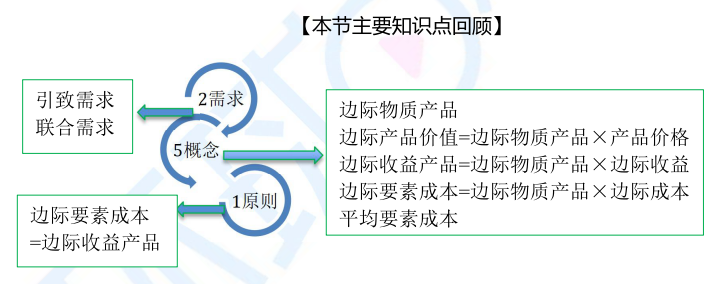 【本节主要知识点回顾】
引致需求
联合需求
2需求
5概念
1原则
边际要素成本
=边际收益产品
边际物质产品
边际产品价值=边际物质产品×产品价格
边际收益产品=边际物质产品×边际收益
边际要素成本=边际物质产品×边际成本
平均要素成本